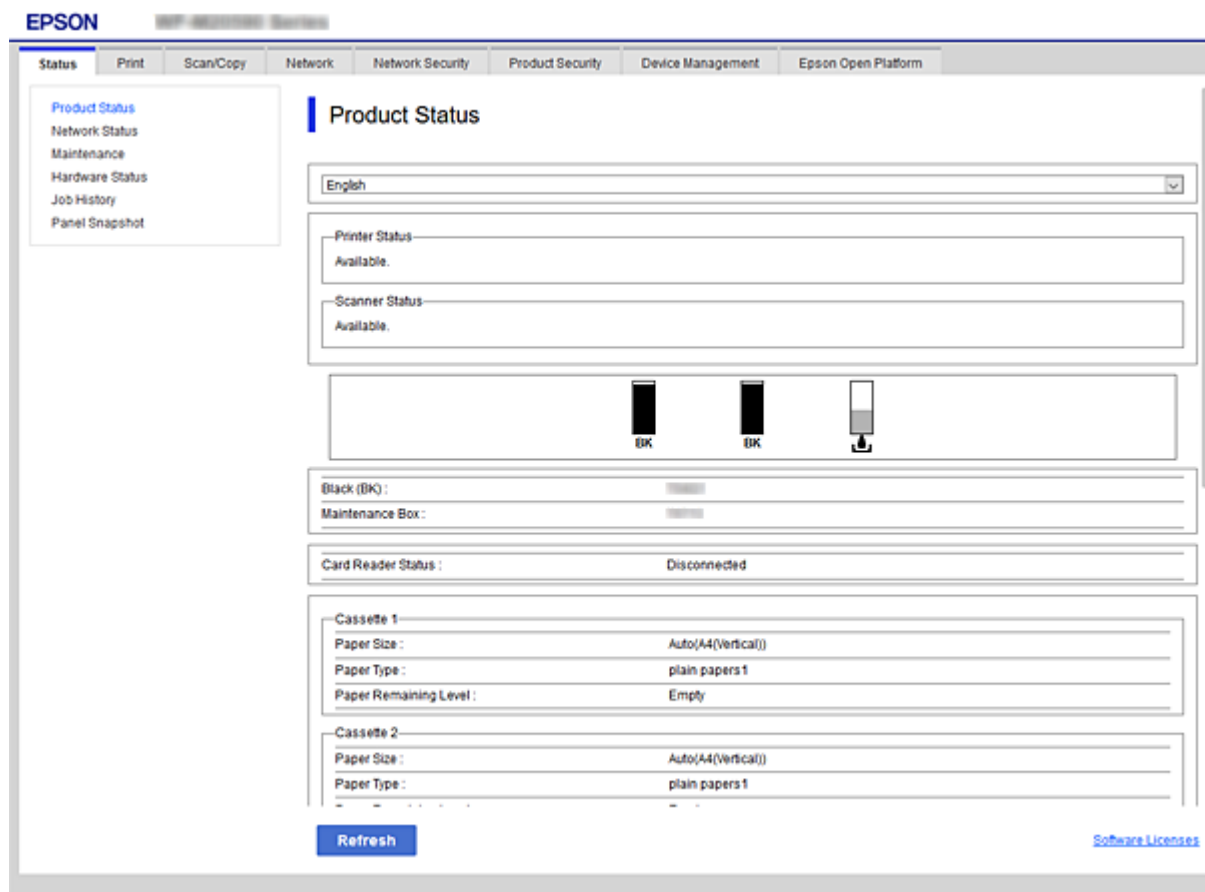 EPSON
Status Print Scan/Copy Network Network Security Product Security Device Management Epson Open Platform
Product Status
Network Status
Maintenance
Hardware Status
Job History
Panel Snapshot
Product Status
English
Printer Status
Available.
Scanner Status
Available.
BK BK
Black (BK) :
Maintenance Box :
Card Reader Status : Disconnected
Cassette 1
Paper Size : Auto(A4(Vertical))
Paper Type : plain papers1
Paper Remaining Level : Empty
Cassette 2
Paper Size : Auto(A4(Vertical))
Paper Type : plain papers1
Refresh
Software Licenses